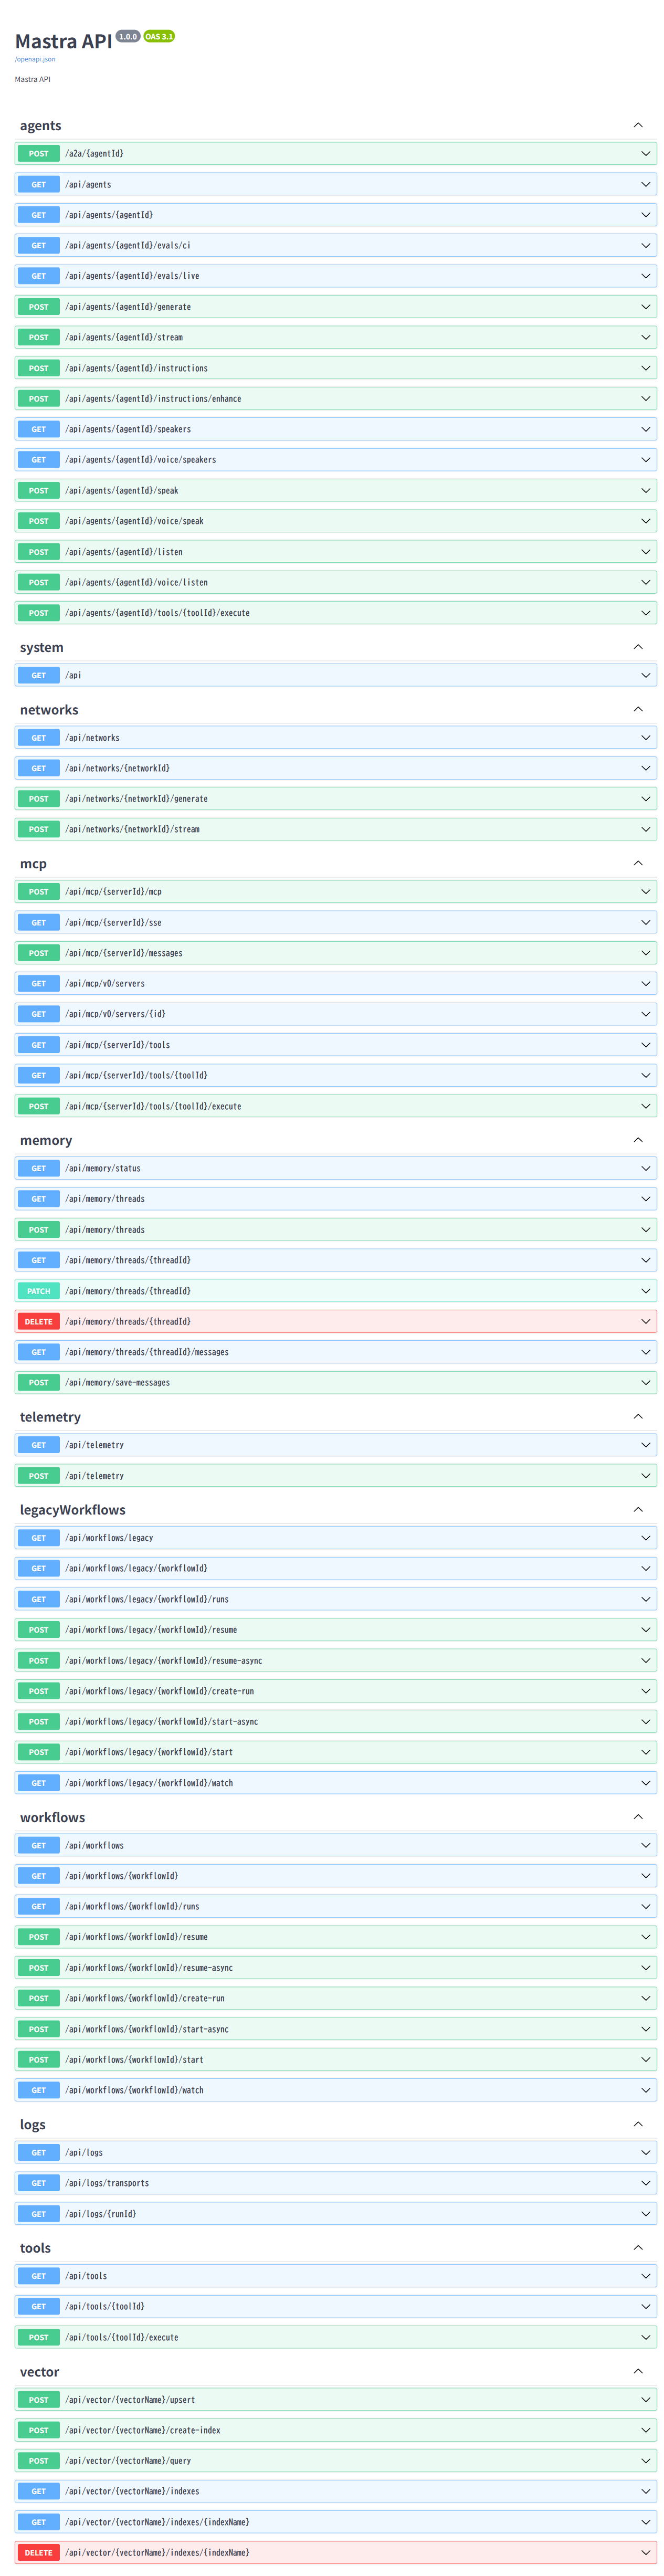 Mastra API 1.0.0 OAS 3.1
/openapi.json
Mastra API
agents
POST /a2a/{agentId}
GET /api/agents
GET /api/agents/{agentId}
GET /api/agents/{agentId}/evals/ci
GET /api/agents/{agentId}/evals/live
POST /api/agents/{agentId}/generate
POST /api/agents/{agentId}/stream
POST /api/agents/{agentId}/instructions
POST /api/agents/{agentId}/instructions/enhance
GET /api/agents/{agentId}/speakers
GET /api/agents/{agentId}/voice/speakers
POST /api/agents/{agentId}/speak
POST /api/agents/{agentId}/voice/speak
POST /api/agents/{agentId}/listen
POST /api/agents/{agentId}/voice/listen
POST /api/agents/{agentId}/tools/{toolId}/execute
system
GET /api
networks
GET /api/networks
GET /api/networks/{networkId}
POST /api/networks/{networkId}/generate
POST /api/networks/{networkId}/stream
mcp
POST /api/mcp/{serverId}/mcp
GET /api/mcp/{serverId}/sse
POST /api/mcp/{serverId}/messages
GET /api/mcp/v0/servers
GET /api/mcp/v0/servers/{id}
GET /api/mcp/{serverId}/tools
GET /api/mcp/{serverId}/tools/{toolId}
POST /api/mcp/{serverId}/tools/{toolId}/execute
memory
GET /api/memory/status
GET /api/memory/threads
POST /api/memory/threads
GET /api/memory/threads/{threadId}
PATCH /api/memory/threads/{threadId}
DELETE /api/memory/threads/{threadId}
GET /api/memory/threads/{threadId}/messages
POST /api/memory/save-messages
telemetry
GET /api/telemetry
POST /api/telemetry
legacyWorkflows
GET /api/workflows/legacy
GET /api/workflows/legacy/{workflowId}
GET /api/workflows/legacy/{workflowId}/runs
POST /api/workflows/legacy/{workflowId}/resume
POST /api/workflows/legacy/{workflowId}/resume-async
POST /api/workflows/legacy/{workflowId}/create-run
POST /api/workflows/legacy/{workflowId}/start-async
POST /api/workflows/legacy/{workflowId}/start
GET /api/workflows/legacy/{workflowId}/watch
workflows
GET /api/workflows
GET /api/workflows/{workflowId}
GET /api/workflows/{workflowId}/runs
POST /api/workflows/{workflowId}/resume
POST /api/workflows/{workflowId}/resume-async
POST /api/workflows/{workflowId}/create-run
POST /api/workflows/{workflowId}/start-async
POST /api/workflows/{workflowId}/start
GET /api/workflows/{workflowId}/watch
logs
GET /api/logs
GET /api/logs/transports
GET /api/logs/{runId}
tools
GET /api/tools
GET /api/tools/{toolId}
POST /api/tools/{toolId}/execute
vector
POST /api/vector/{vectorName}/upsert
POST /api/vector/{vectorName}/create-index
POST /api/vector/{vectorName}/query
GET /api/vector/{vectorName}/indexes
GET /api/vector/{vectorName}/indexes/{indexName}
DELETE /api/vector/{vectorName}/indexes/{indexName}